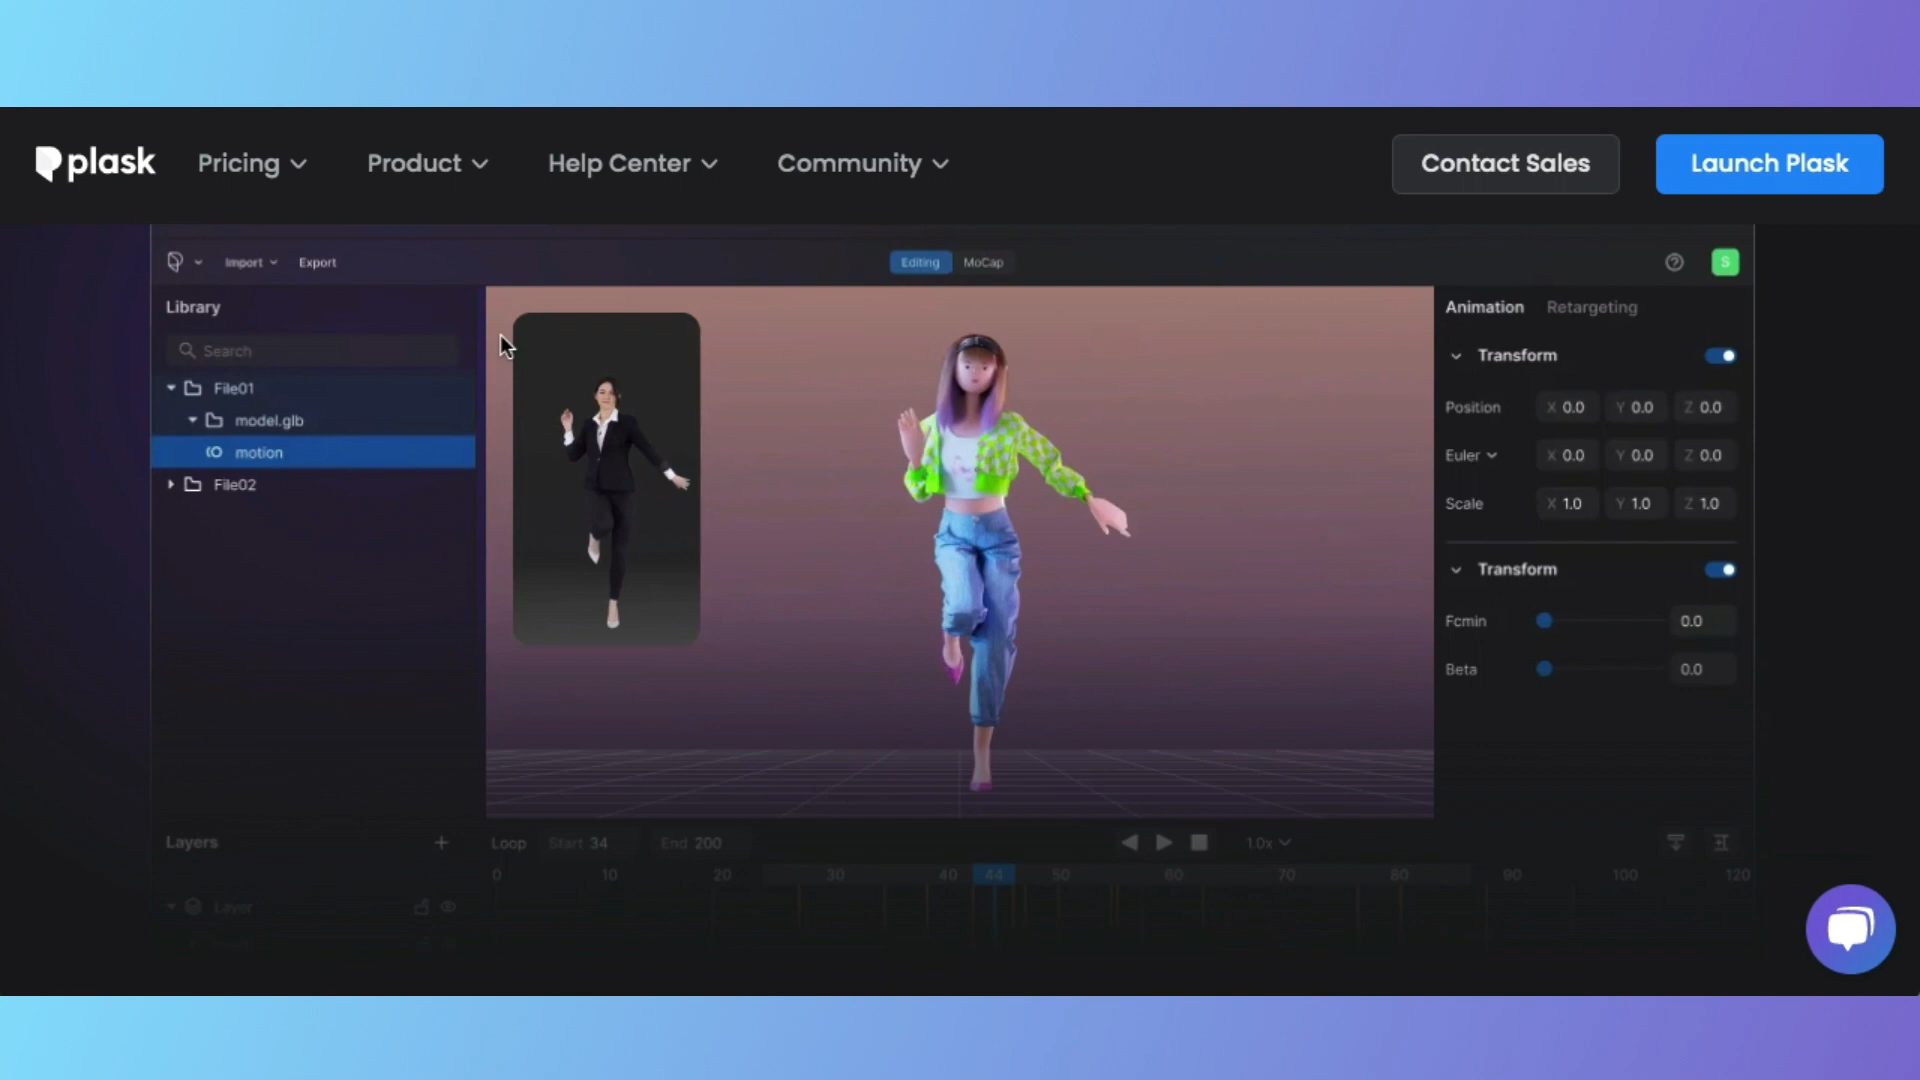 plask Pricing Product Help Center Community Contact Sales Launch Plask
Import Export Editing MoCap S
Library
Search
File01
model.glb
motion
File02
Animation Retargeting
Transform
Position X 0.0 Y 0.0 Z 0.0
Euler X 0.0 Y 0.0 Z 0.0
Scale X 1.0 Y 1.0 Z 1.0
Transform
Fcmin 0.0
Beta 0.0
Layers + Loop Start 34 End 200 1.0x
0 10 20 30 40 44 50 60 70 80 90 100 120
Layer